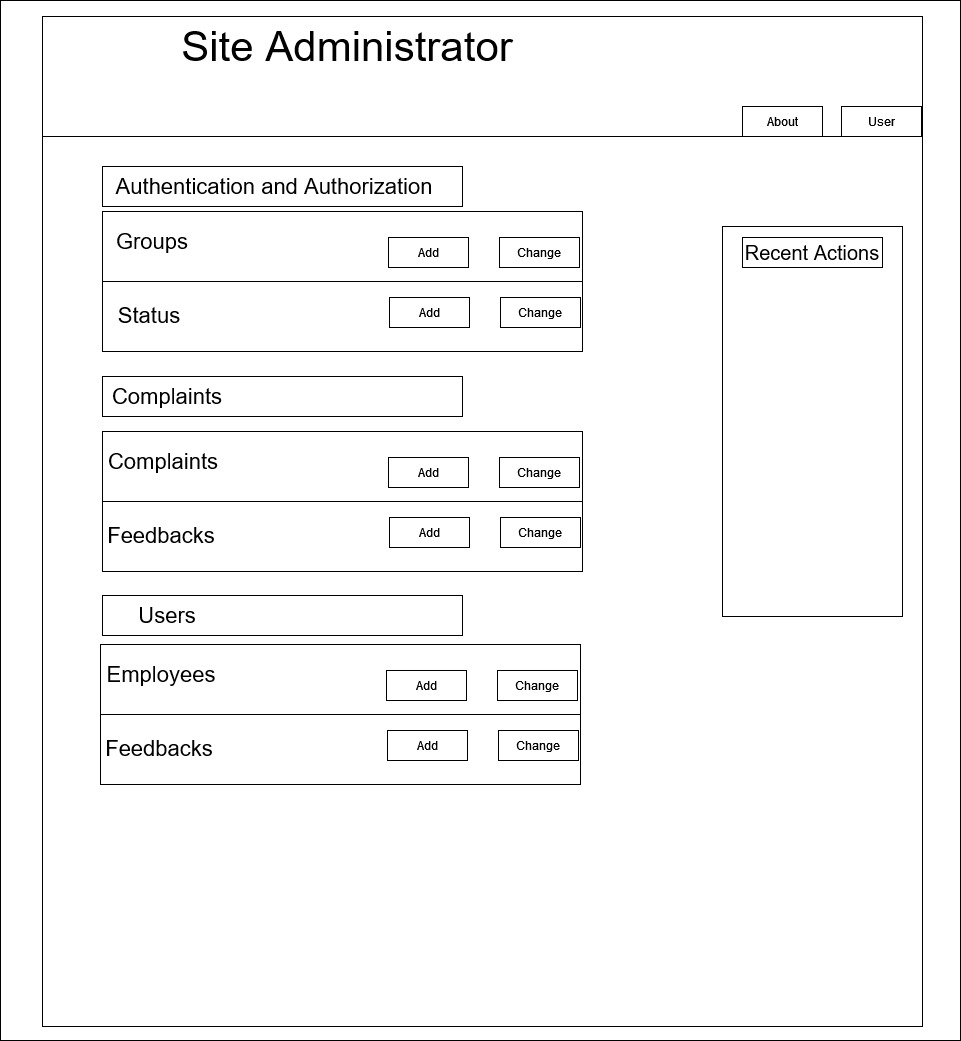 Site Administrator
About
User
Authentication and Authorization
Groups
Add
Change
Status
Add
Change
Recent Actions
Complaints
Complaints
Add
Change
Feedbacks
Add
Change
Users
Employees
Add
Change
Feedbacks
Add
Change